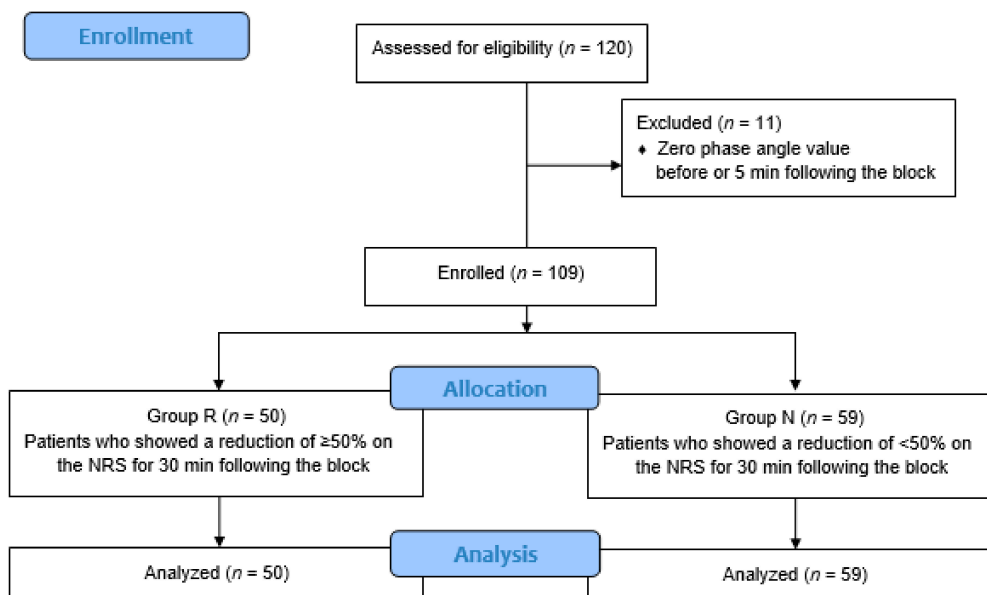 Enrollment
Assessed for eligibility (n = 120)
Excluded (n = 11)
♦ Zero phase angle value
before or 5 min following the block
Enrolled (n = 109)
Allocation
Group R (n = 50)
Patients who showed a reduction of ≥50% on
the NRS for 30 min following the block
Group N (n = 59)
Patients who showed a reduction of <50% on
the NRS for 30 min following the block
Analysis
Analyzed (n = 50)
Analyzed (n = 59)